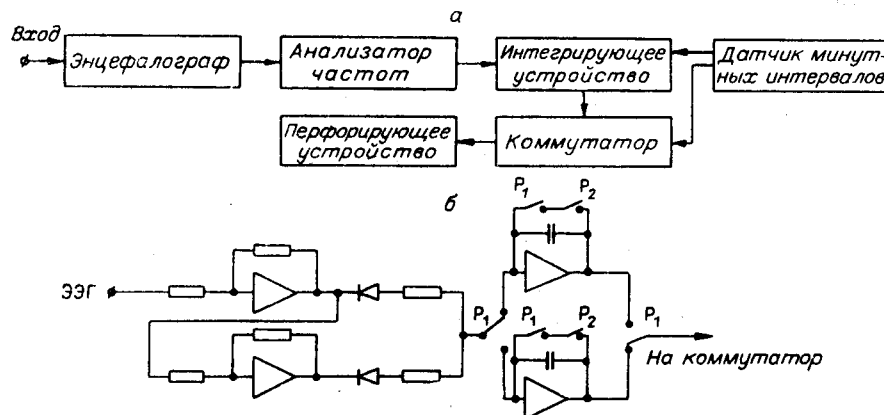 а
Вход
Энцефалограф
Анализатор
частот
Интегрирующее
устройство
Датчик минут-
ных интервалов
Перфорирующее
устройство
Коммутатор
б
P₁ P₂
ЭЭГ
P₁
P₁ P₂
P₁
На коммутатор